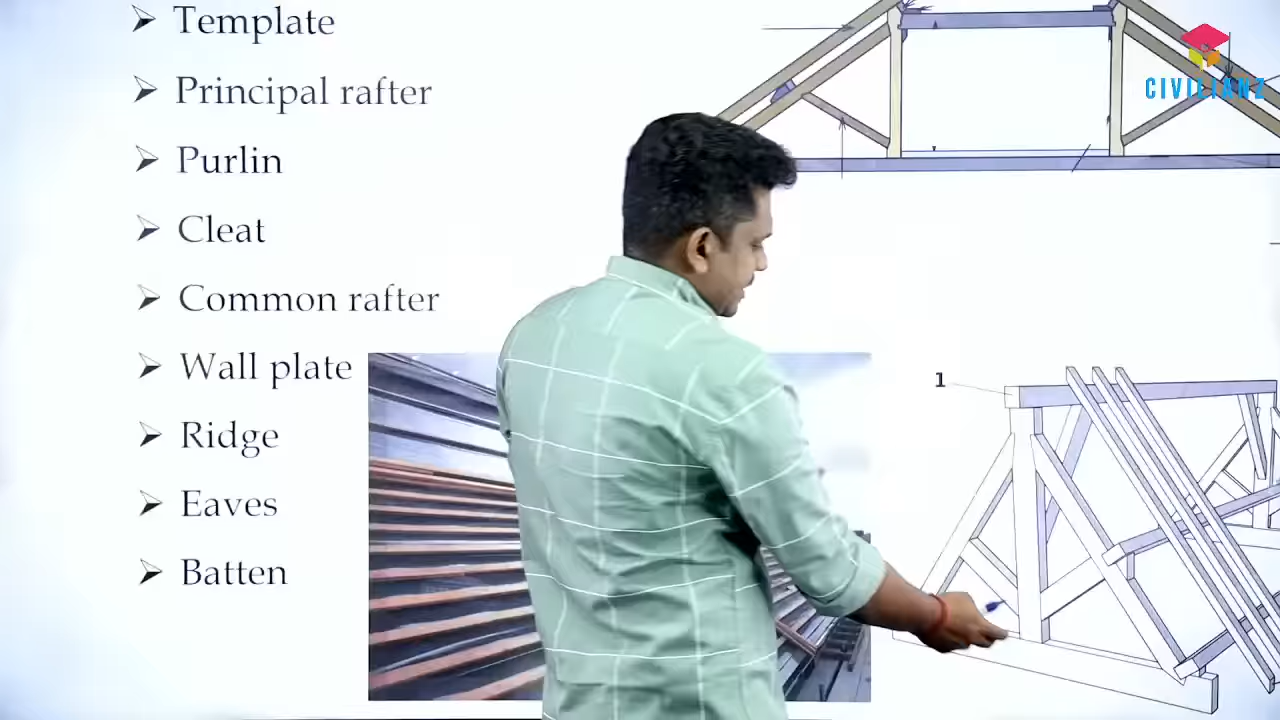 Template
Principal rafter
Purlin
Cleat
Common rafter
Wall plate
Ridge
Eaves
Batten
1
CIVILIANZ